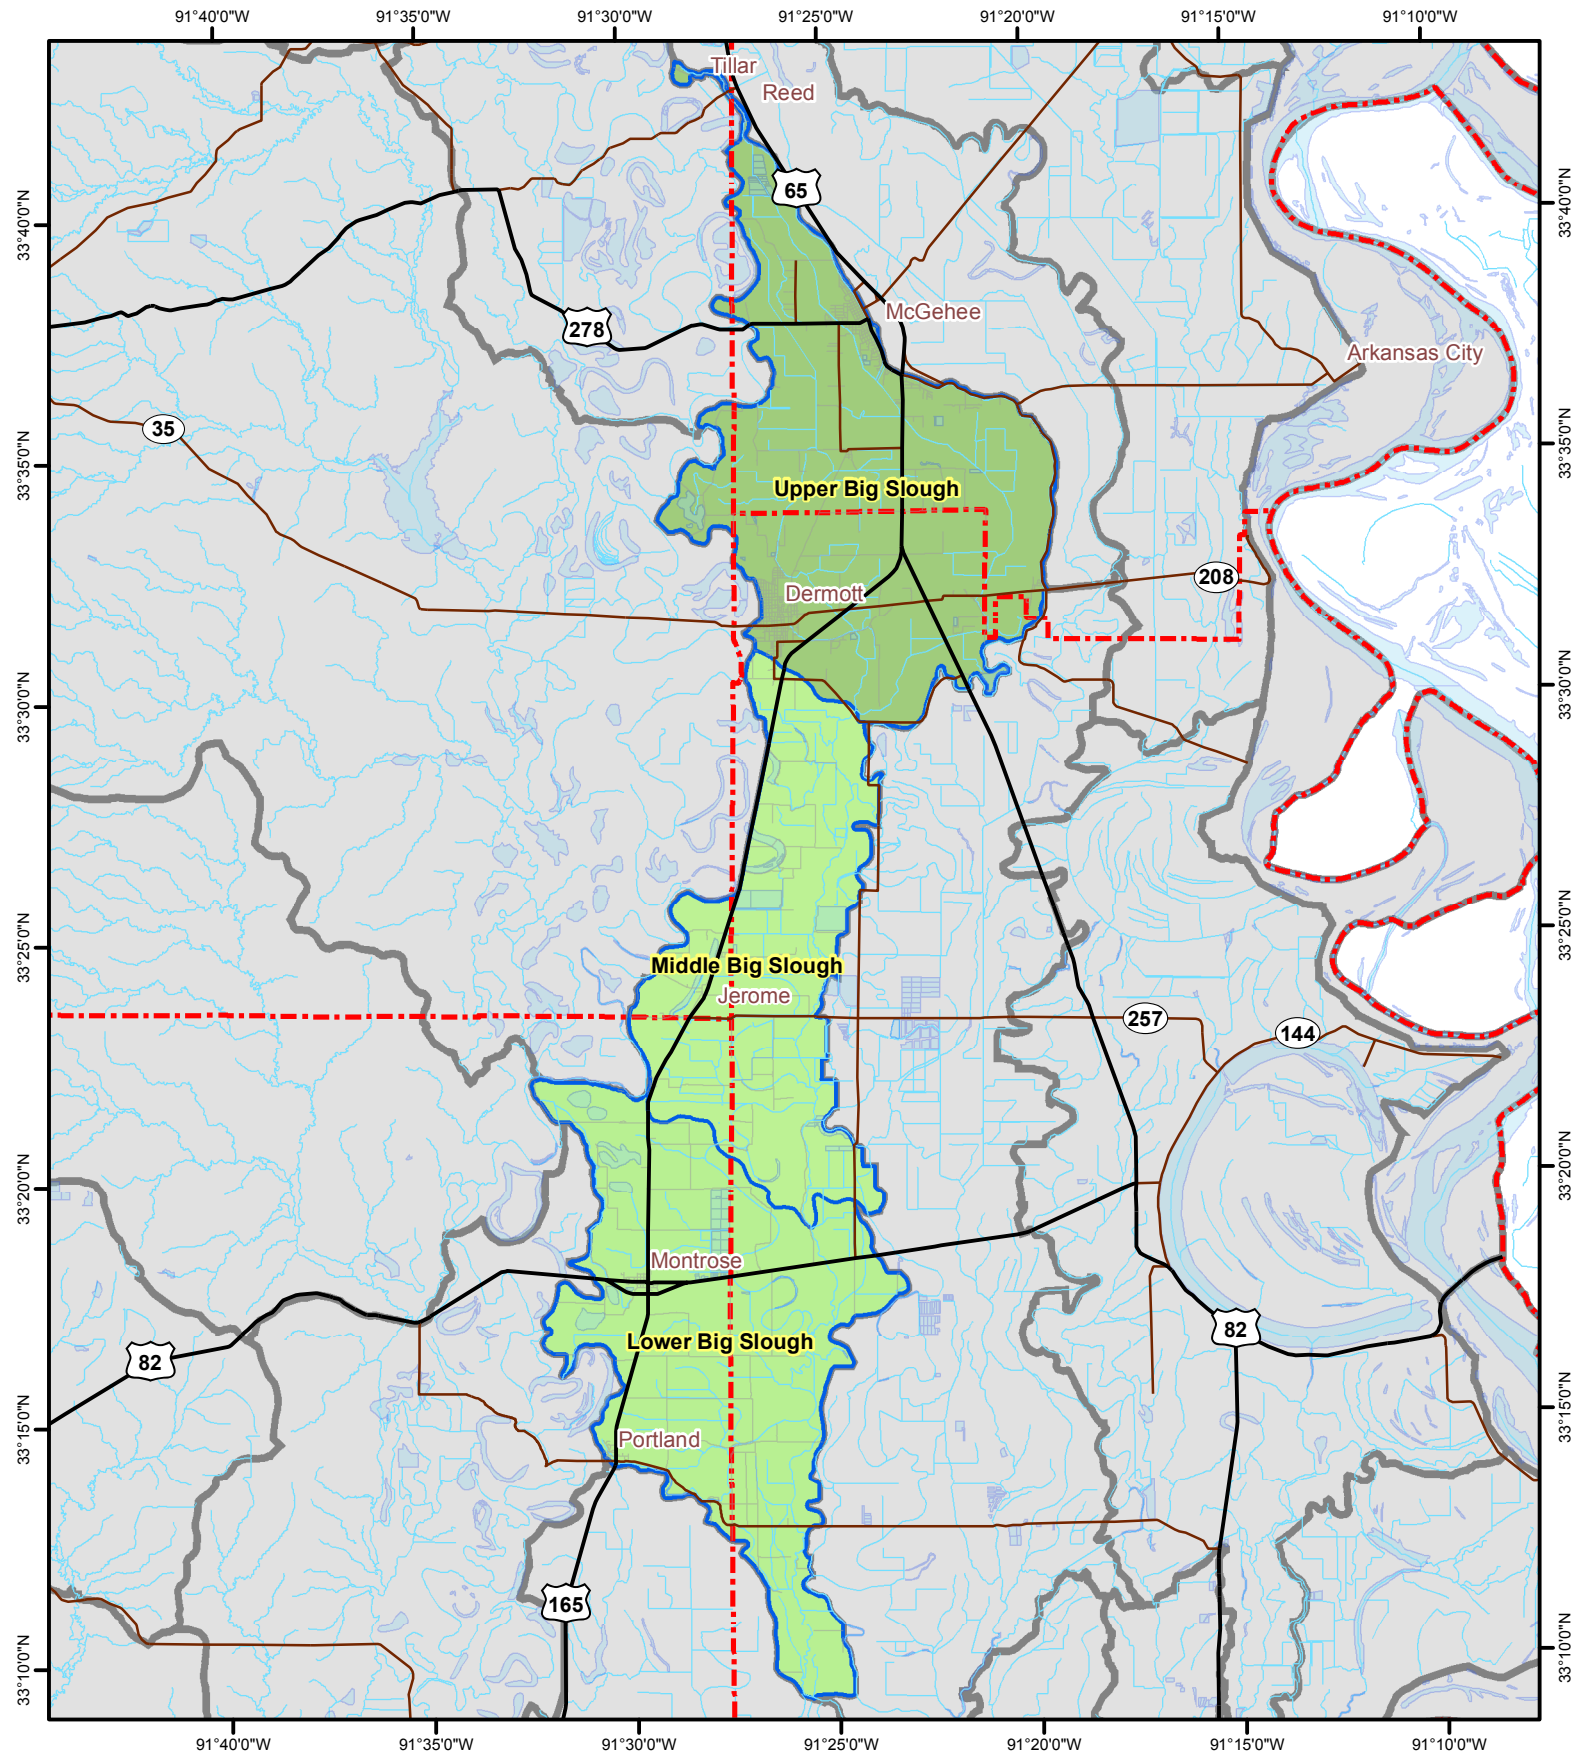 91°40'0"W 91°35'0"W 91°30'0"W 91°25'0"W 91°20'0"W 91°15'0"W 91°10'0"W
Tillar
Reed
65
33°40'0"N
33°40'0"N
McGehee
278
Arkansas City
35
33°35'0"N
33°35'0"N
Upper Big Slough
208
Dermott
33°30'0"N
33°30'0"N
33°25'0"N
33°25'0"N
Middle Big Slough
Jerome
257
144
33°20'0"N
33°20'0"N
Montrose
82
Lower Big Slough
82
33°15'0"N
33°15'0"N
Portland
165
33°10'0"N
33°10'0"N
91°40'0"W 91°35'0"W 91°30'0"W 91°25'0"W 91°20'0"W 91°15'0"W 91°10'0"W